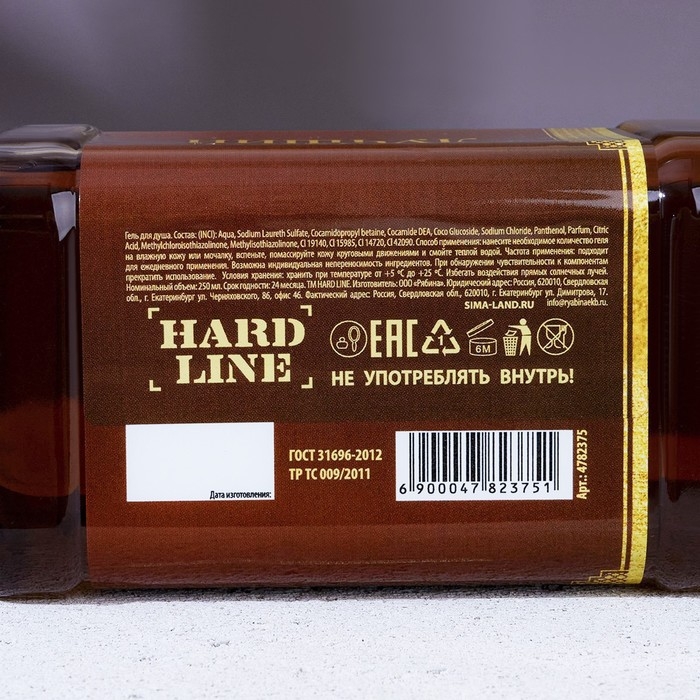 Гель для душа. Состав: (INCI): Aqua, Sodium Laureth Sulfate, Cocamidopropyl betaine, Cocamide DEA, Coco Glucoside, Sodium Chloride, Panthenol, Parfum, Citric
Acid, Methylchloroisothiazolinone, Methylisothiazolinone, CI 19140, CI 15985, CI 14720, CI 42090. Способ применения: нанесите необходимое количество геля
на влажную кожу или мочалку, вспеньте, помассируйте кожу круговыми движениями и смойте теплой водой. Частота применения: подходит
для ежедневного применения. Возможна индивидуальная непереносимость ингредиентов. При обнаружении чувствительности к компонентам
прекратить использование. Условия хранения: хранить при температуре от +5 °С до +25 °С. Избегать воздействия прямых солнечных лучей.
Номинальный объем: 250 мл. Срок годности: 24 месяца. ТМ HARD LINE. Изготовитель: ООО «Рябина». Юридический адрес: Россия, 620010, Свердловская
обл., г. Екатеринбург ул. Черняховского, 86, офис 46. Фактический адрес: Россия, Свердловская обл., 620010, г. Екатеринбург ул. Димитрова, 17.
SIMA-LAND.RU info@ryabinaekb.ru
HARD
LINE
EAC 1 6M
НЕ УПОТРЕБЛЯТЬ ВНУТРЬ!
Дата изготовления:
ГОСТ 31696-2012
ТР ТС 009/2011
6 900047 823751
Арт.: 4782375